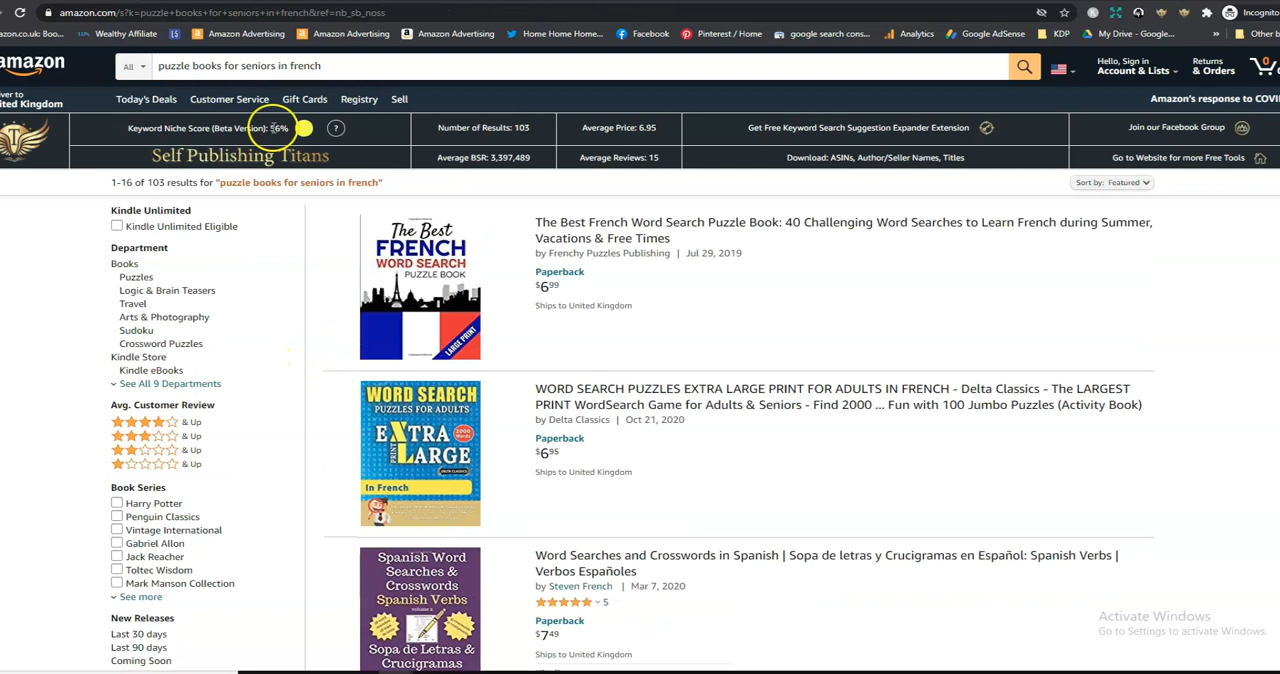 amazon.com/s?k=puzzle+books+for+seniors+in+french&ref=nb_sb_noss
Incognito
azon.co.uk: Boo...
Wealthy Affiliate
Amazon Advertising
Amazon Advertising
Amazon Advertising
Home Home Home...
Facebook
Pinterest / Home
google search cons...
Analytics
Google AdSense
KDP
My Drive - Google...
»
Other b
amazon
All
puzzle books for seniors in french
Hello, Sign in
Account & Lists
Returns
& Orders
0
iver to
nited Kingdom
Today's Deals
Customer Service
Gift Cards
Registry
Sell
Amazon's response to COVI
Keyword Niche Score (Beta Version): 56%
?
Number of Results: 103
Average Price: 6.95
Get Free Keyword Search Suggestion Expander Extension
Join our Facebook Group
Self Publishing Titans
Average BSR: 3,397,489
Average Reviews: 15
Download: ASINs, Author/Seller Names, Titles
Go to Website for more Free Tools
1-16 of 103 results for "puzzle books for seniors in french"
Sort by: Featured
Kindle Unlimited
Kindle Unlimited Eligible
Department
Books
Puzzles
Logic & Brain Teasers
Travel
Arts & Photography
Sudoku
Crossword Puzzles
Kindle Store
Kindle eBooks
See All 9 Departments
Avg. Customer Review
& Up
& Up
& Up
& Up
Book Series
Harry Potter
Penguin Classics
Vintage International
Gabriel Allon
Jack Reacher
Toltec Wisdom
Mark Manson Collection
See more
New Releases
Last 30 days
Last 90 days
Coming Soon
The Best
FRENCH
WORD SEARCH
PUZZLE BOOK
LARGE PRINT
The Best French Word Search Puzzle Book: 40 Challenging Word Searches to Learn French during Summer,
Vacations & Free Times
by Frenchy Puzzles Publishing | Jul 29, 2019
Paperback
$6.99
Ships to United Kingdom
WORD SEARCH
PUZZLES FOR ADULTS
EXTRA
PRINT
LARGE
DELTA CLASSICS
In French
WORD SEARCH PUZZLES EXTRA LARGE PRINT FOR ADULTS IN FRENCH - Delta Classics - The LARGEST
PRINT WordSearch Game for Adults & Seniors - Find 2000 ... Fun with 100 Jumbo Puzzles (Activity Book)
by Delta Classics | Oct 21, 2020
Paperback
$6.95
Ships to United Kingdom
Spanish Word
Searches &
Crosswords
Spanish Verbs
volume 2
Sopa de Letras &
Crucigramas
Word Searches and Crosswords in Spanish | Sopa de letras y Crucigramas en Español: Spanish Verbs |
Verbos Españoles
by Steven French | Mar 7, 2020
5
Paperback
$7.49
Ships to United Kingdom
Activate Windows
Go to Settings to activate Windows.